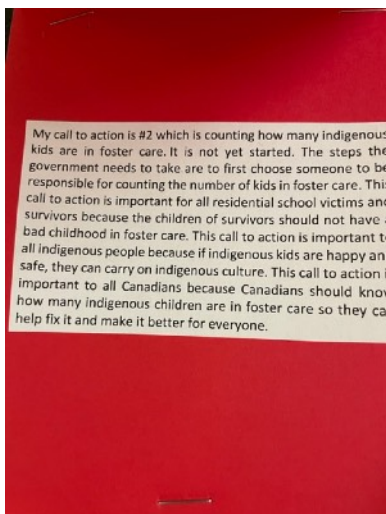 My call to action is #2 which is counting how many indigenous
kids are in foster care. It is not yet started. The steps the
government needs to take are to first choose someone to be
responsible for counting the number of kids in foster care. This
call to action is important for all residential school victims and
survivors because the children of survivors should not have a
bad childhood in foster care. This call to action is important to
all indigenous people because if indigenous kids are happy and
safe, they can carry on indigenous culture. This call to action is
important to all Canadians because Canadians should know
how many indigenous children are in foster care so they can
help fix it and make it better for everyone.